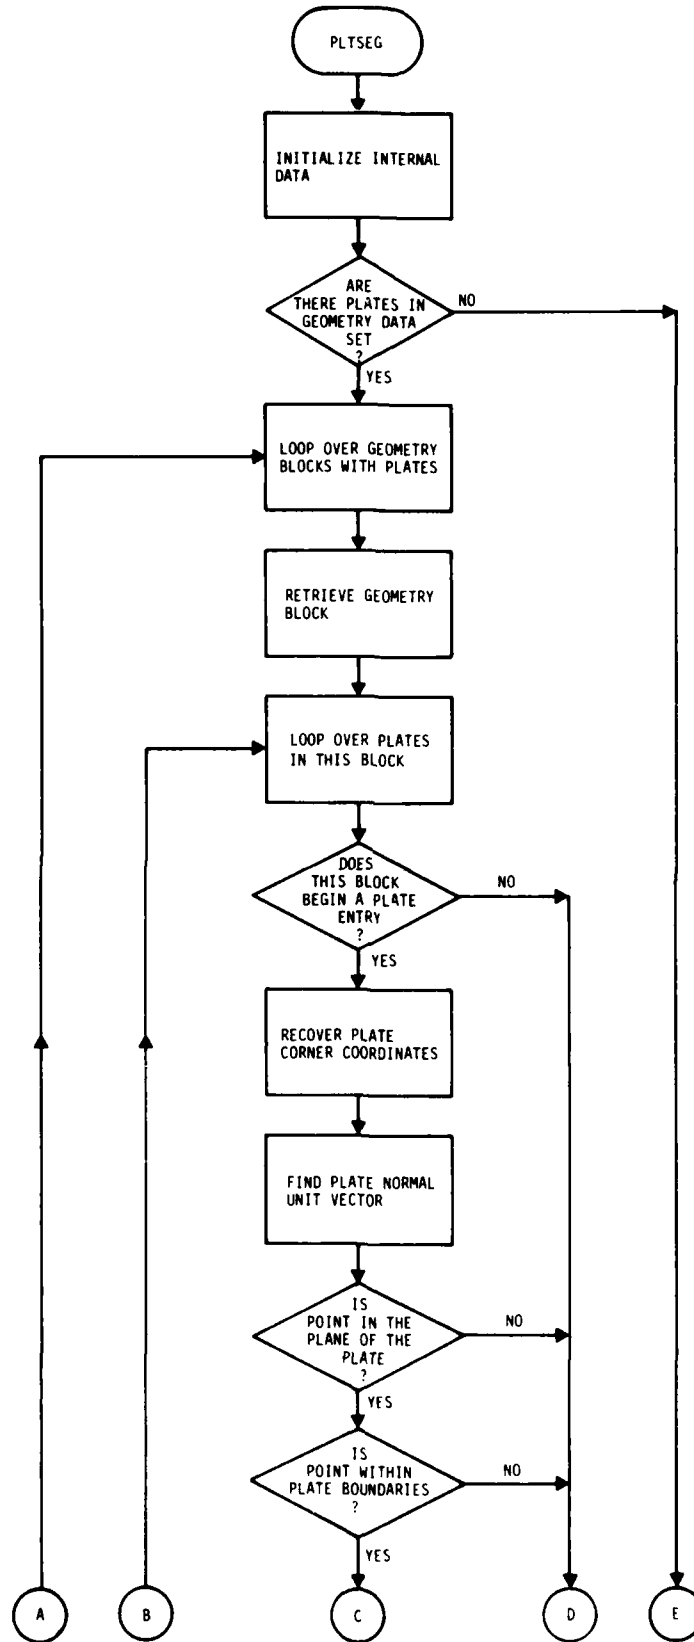 PLTSEG
INITIALIZE INTERNAL
DATA
ARE
THERE PLATES IN
GEOMETRY DATA
SET
?
NO
YES
LOOP OVER GEOMETRY
BLOCKS WITH PLATES
RETRIEVE GEOMETRY
BLOCK
LOOP OVER PLATES
IN THIS BLOCK
DOES
THIS BLOCK
BEGIN A PLATE
ENTRY
?
NO
YES
RECOVER PLATE
CORNER COORDINATES
FIND PLATE NORMAL
UNIT VECTOR
IS
POINT IN THE
PLANE OF THE
PLATE
?
NO
YES
IS
POINT WITHIN
PLATE BOUNDARIES
?
NO
YES
A
B
C
D
E